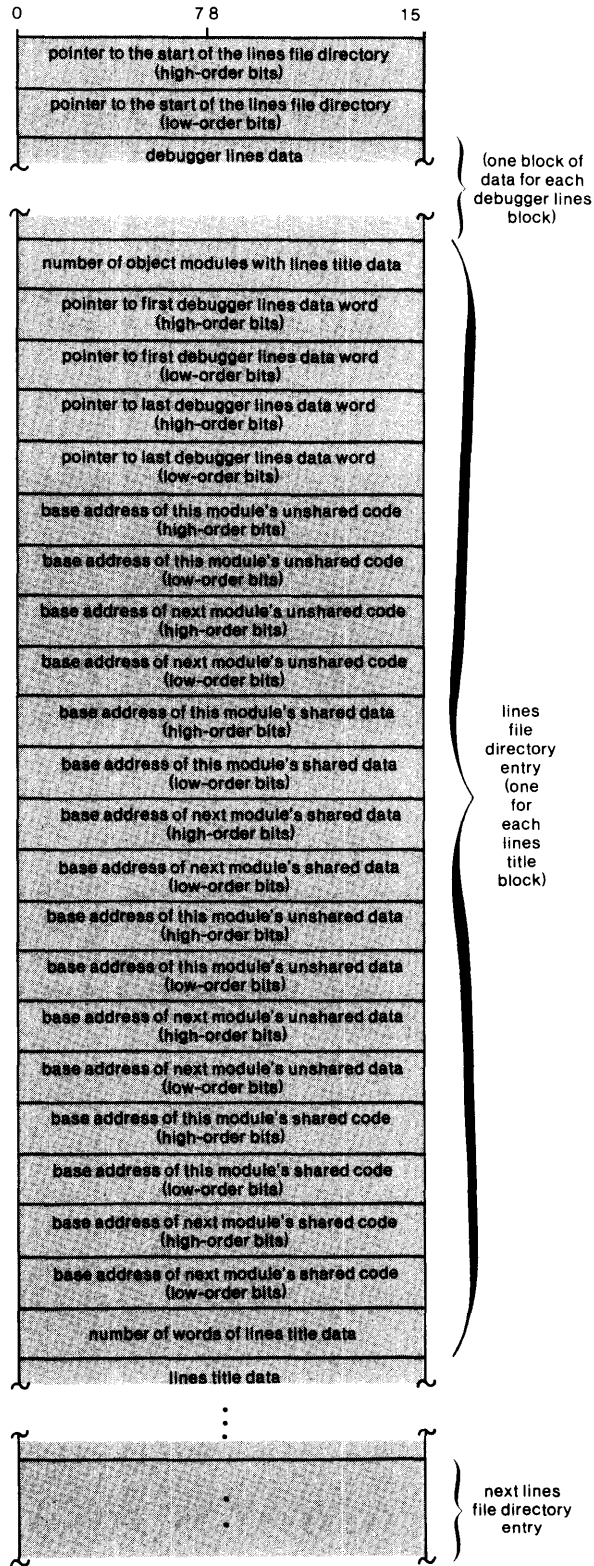 0 7 8 15
pointer to the start of the lines file directory
(high-order bits)
pointer to the start of the lines file directory
(low-order bits)
debugger lines data
(one block of
data for each
debugger lines
block)
number of object modules with lines title data
pointer to first debugger lines data word
(high-order bits)
pointer to first debugger lines data word
(low-order bits)
pointer to last debugger lines data word
(high-order bits)
pointer to last debugger lines data word
(low-order bits)
base address of this module's unshared code
(high-order bits)
base address of this module's unshared code
(low-order bits)
base address of next module's unshared code
(high-order bits)
base address of next module's unshared code
(low-order bits)
base address of this module's shared data
(high-order bits)
base address of this module's shared data
(low-order bits)
base address of next module's shared data
(high-order bits)
base address of next module's shared data
(low-order bits)
base address of this module's unshared data
(high-order bits)
base address of this module's unshared data
(low-order bits)
base address of next module's unshared data
(high-order bits)
base address of next module's unshared data
(low-order bits)
base address of this module's shared code
(high-order bits)
base address of this module's shared code
(low-order bits)
base address of next module's shared code
(high-order bits)
base address of next module's shared code
(low-order bits)
number of words of lines title data
lines
file
directory
entry
(one
for
each
lines
title
block)
lines title data
next lines
file directory
entry